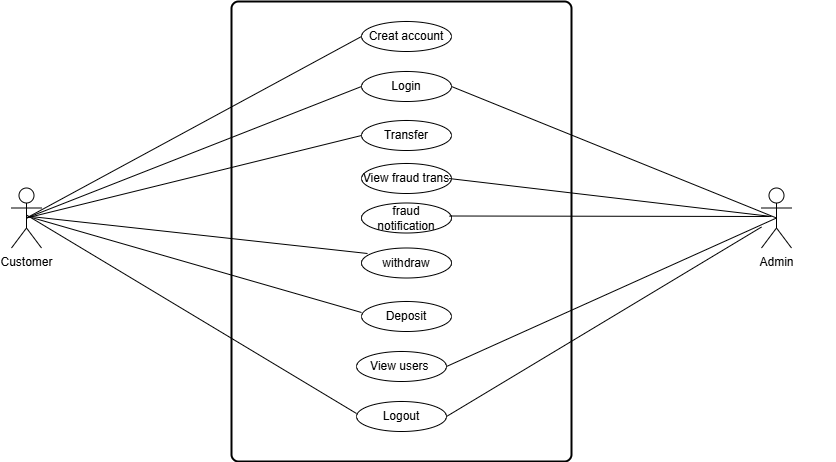 Creat account
Login
Transfer
View fraud trans
fraud
notification
Customer
Admin
withdraw
Deposit
View users
Logout